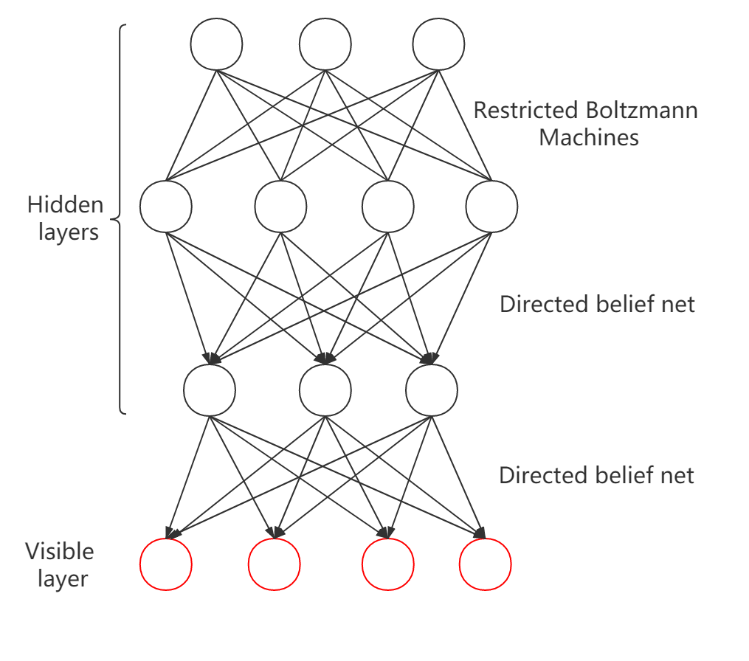 Restricted Boltzmann
Machines
Hidden
layers
Directed belief net
Directed belief net
Visible
layer